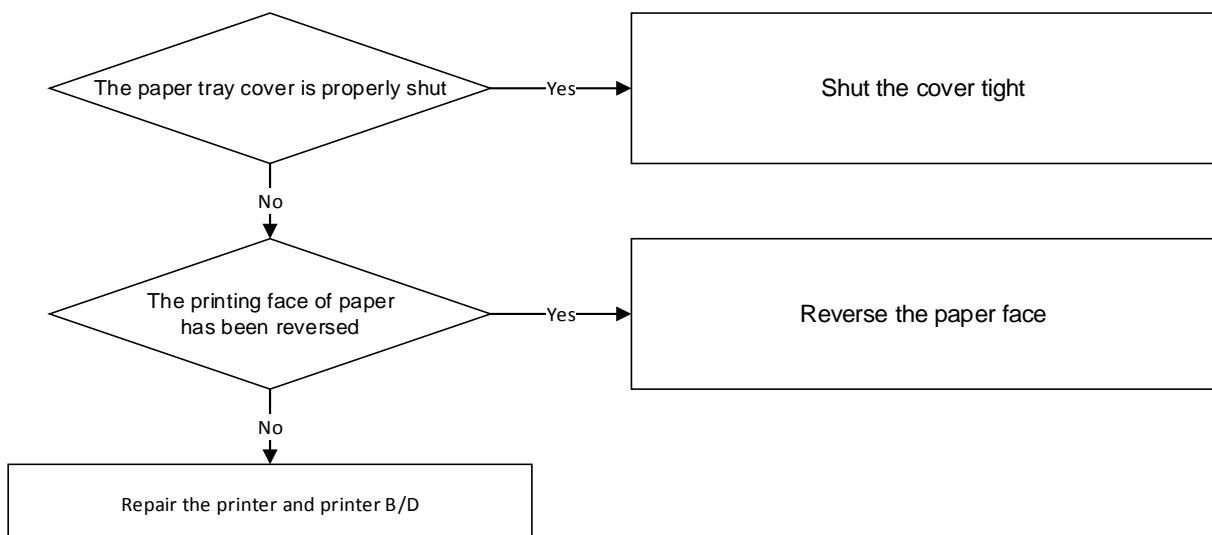 The paper tray cover is properly shut
Yes
Shut the cover tight
No
The printing face of paper
has been reversed
Yes
Reverse the paper face
No
Repair the printer and printer B/D